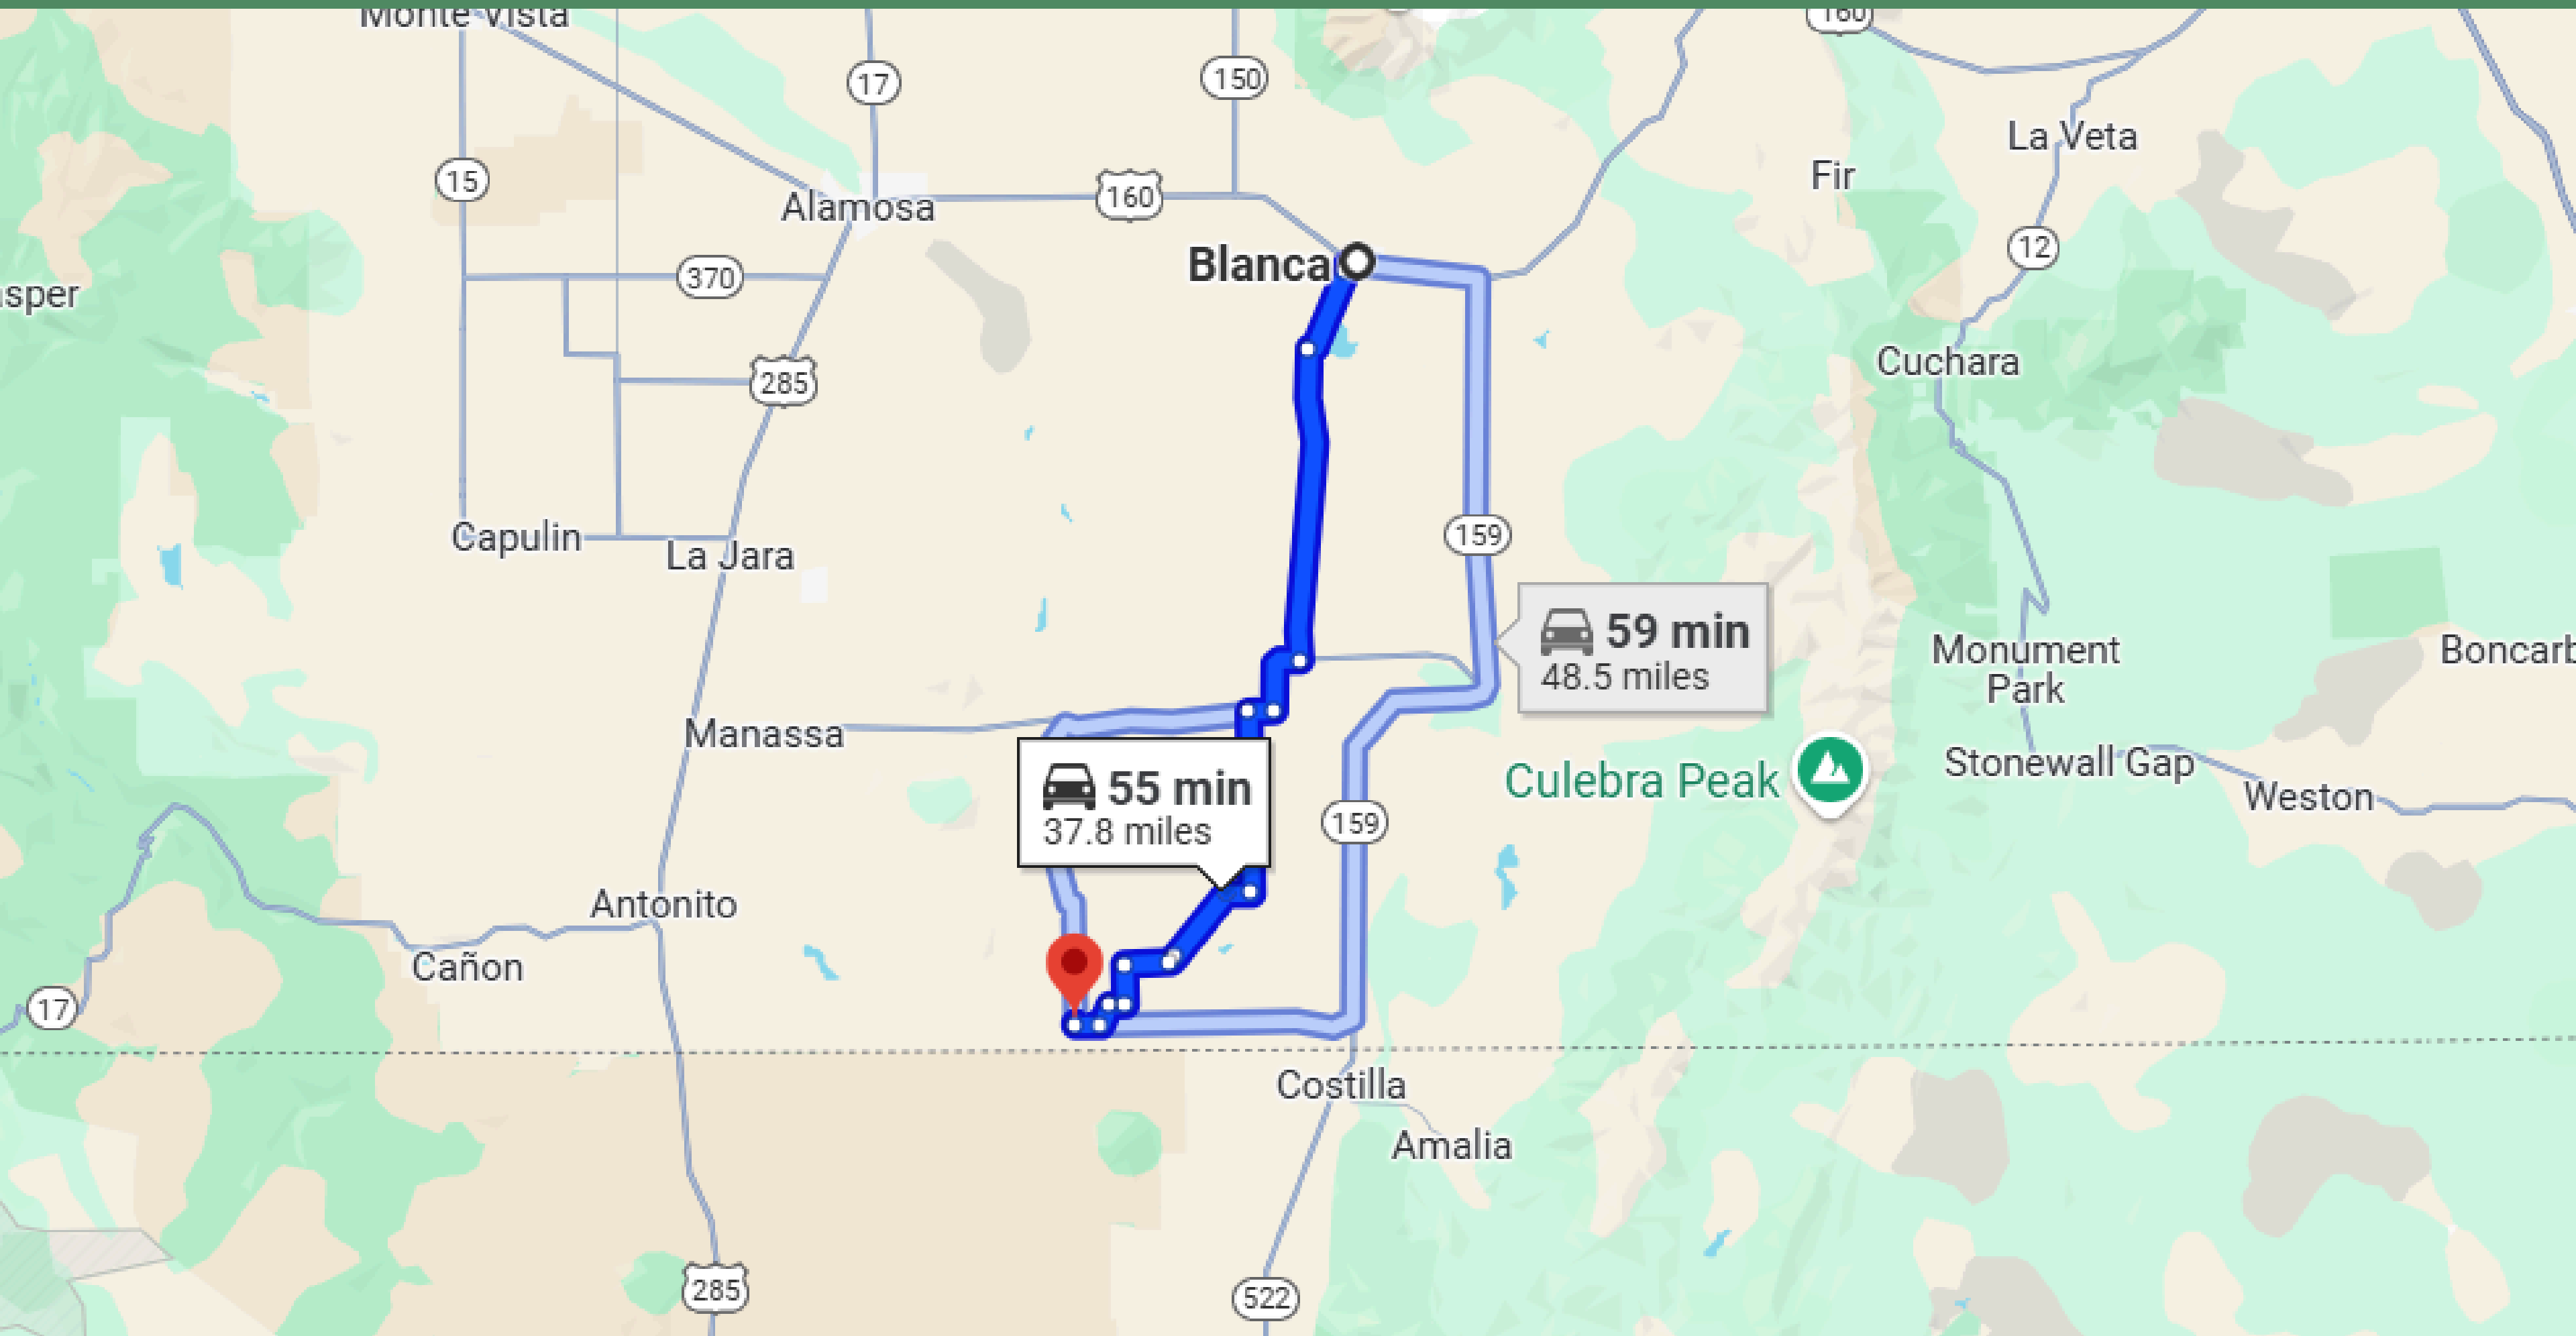 Monte Vista
160
17
150
La Veta
15
Fir
160
Alamosa
12
Blanca
370
asper
Cuchara
285
159
Capulin
La Jara
59 min
48.5 miles
Monument
Park
Boncarb
Manassa
Culebra Peak
Stonewall Gap
55 min
37.8 miles
Weston
159
Antonito
Cañon
17
Costilla
Amalia
285
522